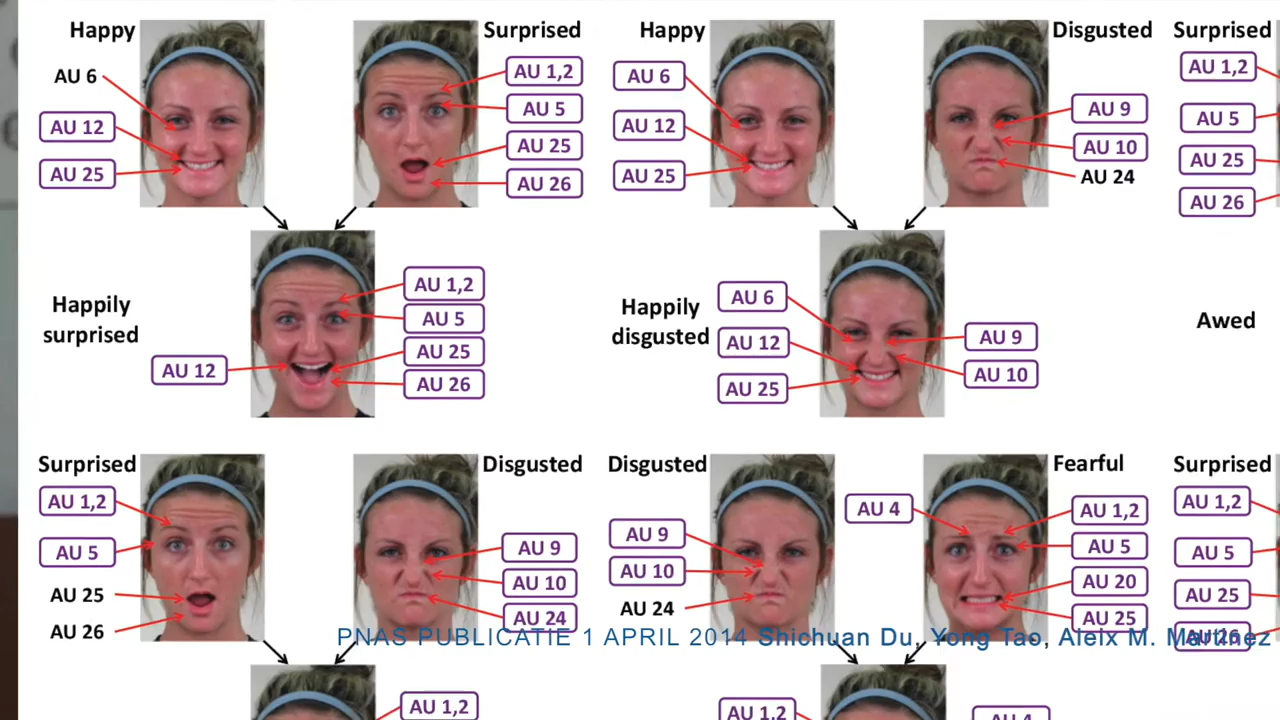 Happy
AU 6
AU 12
AU 25
Surprised
AU 1,2
AU 5
AU 25
AU 26
Happily
surprised
AU 12
AU 1,2
AU 5
AU 25
AU 26
Happy
AU 6
AU 12
AU 25
Disgusted
AU 9
AU 10
AU 24
Happily
disgusted
AU 6
AU 12
AU 25
AU 9
AU 10
Surprised
AU 1,2
AU 5
AU 25
AU 26
Awed
Surprised
AU 1,2
AU 5
AU 25
AU 26
Disgusted
AU 9
AU 10
AU 24
AU 1,2
Disgusted
AU 9
AU 10
AU 24
Fearful
AU 4
AU 1,2
AU 5
AU 20
AU 25
AU 1,2
AU 4
Surprised
AU 1,2
AU 5
AU 25
AU 26
PNAS PUBLICATIE 1 APRIL 2014 Shichuan Du, Yong Tao, Aleix M. Martinez